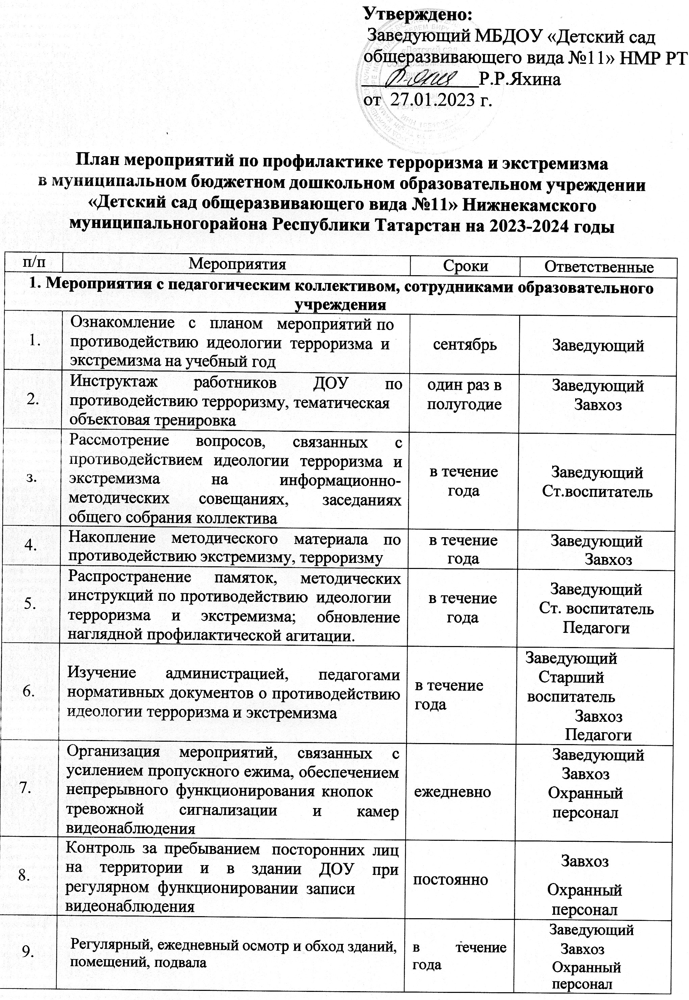 Утверждено:
Заведующий МБДОУ «Детский сад
общеразвивающего вида №11» НМР РТ
Р.Р.Яхина
от 27.01.2023 г.
План мероприятий по профилактике терроризма и экстремизма
в муниципальном бюджетном дошкольном образовательном учреждении
«Детский сад общеразвивающего вида №11» Нижнекамского
муниципальногорайона Республики Татарстан на 2023-2024 годы
п/п Мероприятия Сроки Ответственные
1. Мероприятия с педагогическим коллективом, сотрудниками образовательного
учреждения
1.
Ознакомление с планом мероприятий по
противодействию идеологии терроризма и
экстремизма на учебный год
сентябрь
Заведующий
2.
Инструктаж работников ДОУ по
противодействию терроризму, тематическая
объектовая тренировка
один раз в
полугодие
Заведующий
Завхоз
з.
Рассмотрение вопросов, связанных с
противодействием идеологии терроризма и
экстремизма на информационно-
методических совещаниях, заседаниях
общего собрания коллектива
в течение
года
Заведующий
Ст.воспитатель
4.
Накопление методического материала по
противодействию экстремизму, терроризму
в течение
года
Заведующий
Завхоз
5.
Распространение памяток, методических
инструкций по противодействию идеологии
терроризма и экстремизма; обновление
наглядной профилактической агитации.
в течение
года
Заведующий
Ст. воспитатель
Педагоги
6.
Изучение администрацией, педагогами
нормативных документов о противодействию
идеологии терроризма и экстремизма
в течение
года
Заведующий
Старший
воспитатель
Завхоз
Педагоги
7.
Организация мероприятий, связанных с
усилением пропускного ежима, обеспечением
непрерывного функционирования кнопок
тревожной сигнализации и камер
видеонаблюдения
ежедневно
Заведующий
Завхоз
Охранный
персонал
8.
Контроль за пребыванием посторонних лиц
на территории и в здании ДОУ при
регулярном функционировании записи
видеонаблюдения
постоянно
Завхоз
Охранный
персонал
9.
Регулярный, ежедневный осмотр и обход зданий,
помещений, подвала
в течение
года
Заведующий
Завхоз
Охранный
персонал